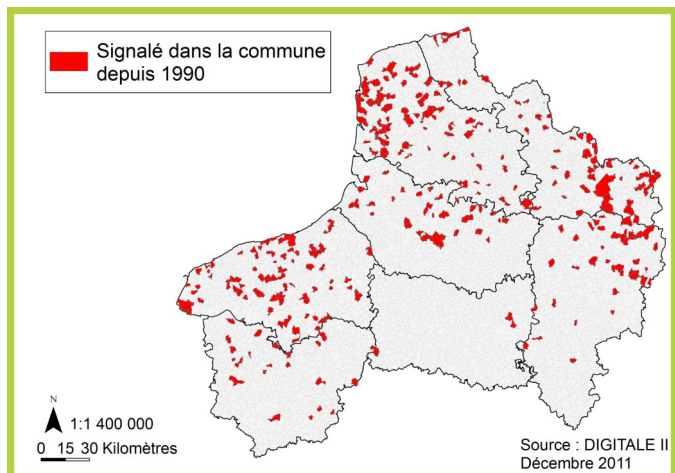 Signalé dans la commune
depuis 1990
N
1:1 400 000
0 15 30 Kilomètres
Source : DIGITALE II
Décembre 2011